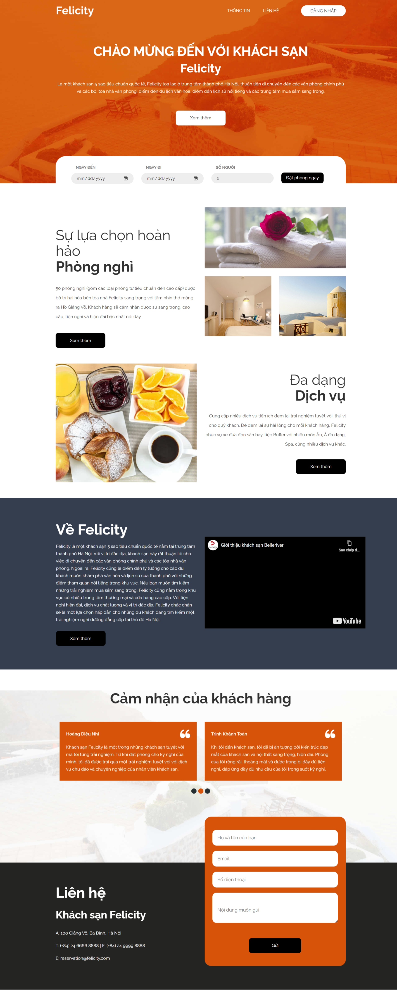 Felicity
THÔNG TIN
LIÊN HỆ
ĐĂNG NHẬP
CHÀO MỪNG ĐẾN VỚI KHÁCH SẠN
Felicity
Là một khách sạn 5 sao tiêu chuẩn quốc tế, Felicity tọa lạc ở trung tâm thành phố Hà Nội, thuận tiện di chuyển đến các văn phòng chính phủ
và các bộ, tòa nhà văn phòng, điểm đến du lịch văn hóa, điểm đến lịch sử nổi tiếng và các trung tâm mua sắm sang trọng.
Xem thêm
NGÀY ĐẾN
NGÀY ĐI
SỐ NGƯỜI
mm/dd/yyyy
mm/dd/yyyy
2
Đặt phòng ngay
Sự lựa chọn hoàn
hảo
Phòng nghỉ
50 phòng nghỉ (gồm các loại phòng từ tiêu chuẩn đến cao cấp) được
bố trí hài hòa bên tòa nhà Felicity sang trọng với tầm nhìn thơ mộng
ra Hồ Giảng Võ. Khách hàng sẽ cảm nhận được sự sang trọng, cao
cấp, tiện nghi và hiện đại bậc nhất nơi đây.
Xem thêm
Đa dạng
Dịch vụ
Cung cấp nhiều dịch vụ tiện ích đem lại trải nghiệm tuyệt vời, thú vị
cho quý khách. Để đem lại sự hài lòng cho mỗi khách hàng, Felicity
phục vụ xe đưa đón sân bay, tiệc Buffer với nhiều món Âu, Á đa dạng,
Spa, cùng nhiều dịch vụ khác.
Xem thêm
Về Felicity
Felicity là một khách sạn 5 sao tiêu chuẩn quốc tế nằm tại trung tâm
thành phố Hà Nội. Với vị trí đắc địa, khách sạn này rất thuận lợi cho
việc di chuyển đến các văn phòng chính phủ và các tòa nhà văn
phòng. Ngoài ra, Felicity cũng là điểm đến lý tưởng cho các du
khách muốn khám phá văn hóa và lịch sử của thành phố với những
điểm tham quan nổi tiếng trong khu vực. Nếu bạn muốn tìm kiếm
những trải nghiệm mua sắm sang trọng, Felicity cũng nằm trong khu
vực có nhiều trung tâm thương mại và cửa hàng cao cấp. Với tiện
nghi hiện đại, dịch vụ chất lượng và vị trí đắc địa, Felicity chắc chắn
sẽ là một lựa chọn hấp dẫn cho những du khách đang tìm kiếm một
trải nghiệm nghỉ dưỡng đẳng cấp tại thủ đô Hà Nội.
Xem thêm
T-RED
Giới thiệu khách sạn Belleriver
Sao chép đ...
YouTube
Cảm nhận của khách hàng
Hoàng Diệu Nhi
Khách sạn Felicity là một trong những khách sạn tuyệt vời
mà tôi từng trải nghiệm. Từ khi đặt phòng cho kỳ nghỉ của
mình, tôi đã được trải qua một trải nghiệm tuyệt vời với dịch
vụ chu đáo và chuyên nghiệp của nhân viên khách sạn,
Trịnh Khánh Toàn
Khi tôi đến khách sạn, tôi đã bị ấn tượng bởi kiến trúc đẹp
mắt của khách sạn và nội thất sang trọng, hiện đại. Phòng
của tôi rộng rãi, thoáng mát và được trang bị đầy đủ tiện
nghi, đáp ứng đầy đủ nhu cầu của tôi trong suốt kỳ nghỉ,
Họ và tên của bạn
Email
Số điện thoại
Nội dung muốn gửi
Gửi
Liên hệ
Khách sạn Felicity
A: 100 Giảng Võ, Ba Đình, Hà Nội
T: (+84) 24 6666 8888 | F: (+84) 24 9999 8888
E: reservation@felicity.com